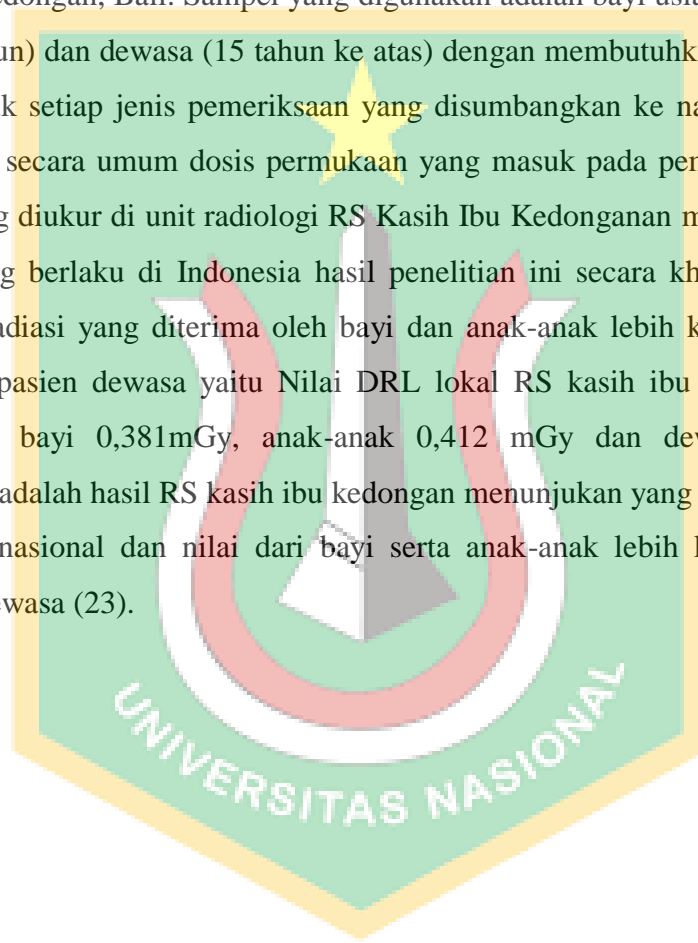 edongan, Bali. Sampel yang digunakan adalah bayi usia
un) dan dewasa (15 tahun ke atas) dengan membutuhk
k setiap jenis pemeriksaan yang disumbangkan ke na
secara umum dosis permukaan yang masuk pada pen
g diukur di unit radiologi RS Kasih Ibu Kedonganan m
g berlaku di Indonesia hasil penelitian ini secara kh
adiasi yang diterima oleh bayi dan anak-anak lebih k
pasien dewasa yaitu Nilai DRL lokal RS kasih ibu
bayi 0,381mGy, anak-anak 0,412 mGy dan dew
adalah hasil RS kasih ibu kedongan menunjukan yang
nasional dan nilai dari bayi serta anak-anak lebih
ewasa (23).
UNIVERSITAS NASIONAL